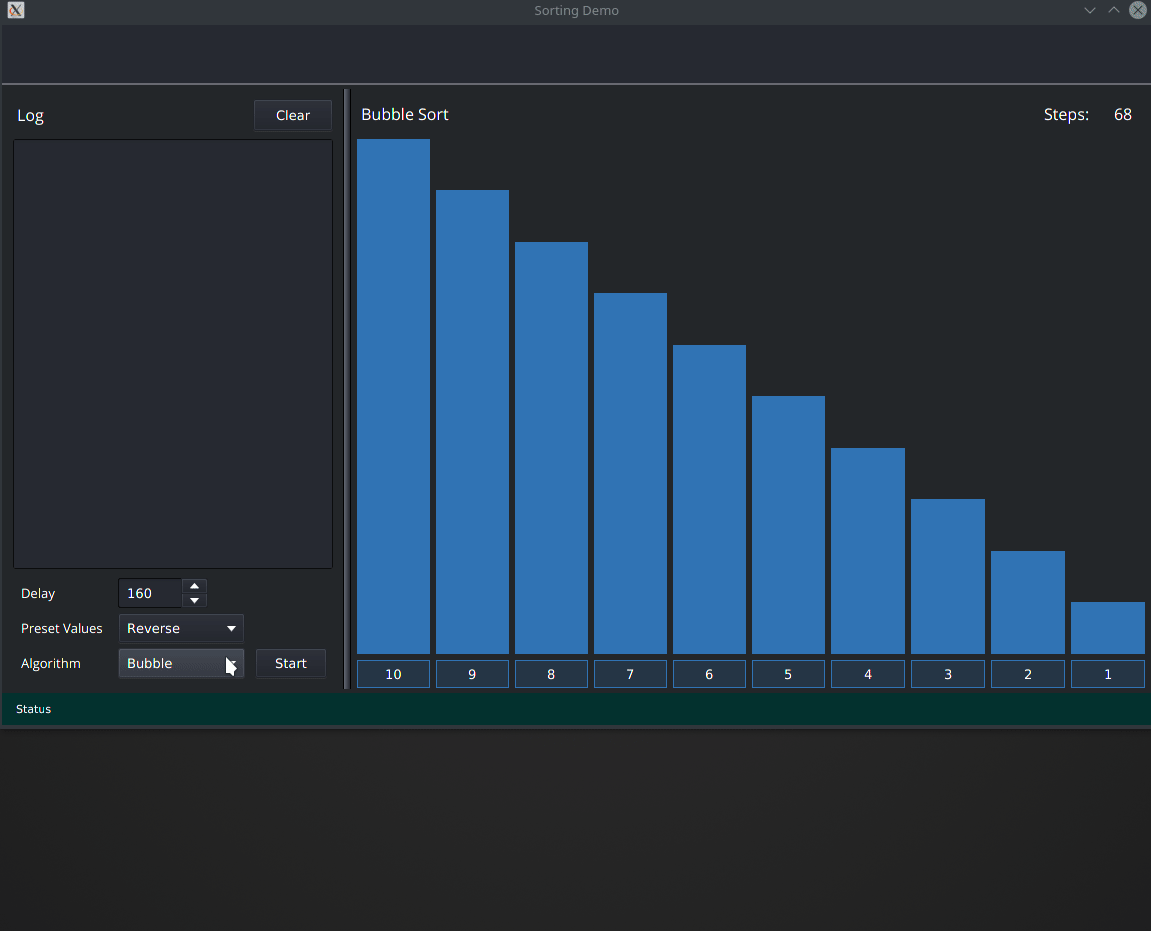 Sorting Demo
Log
Clear
Bubble Sort
Steps: 68
Delay
160
Preset Values
Reverse
Algorithm
Bubble
Start
10 9 8 7 6 5 4 3 2 1
Status